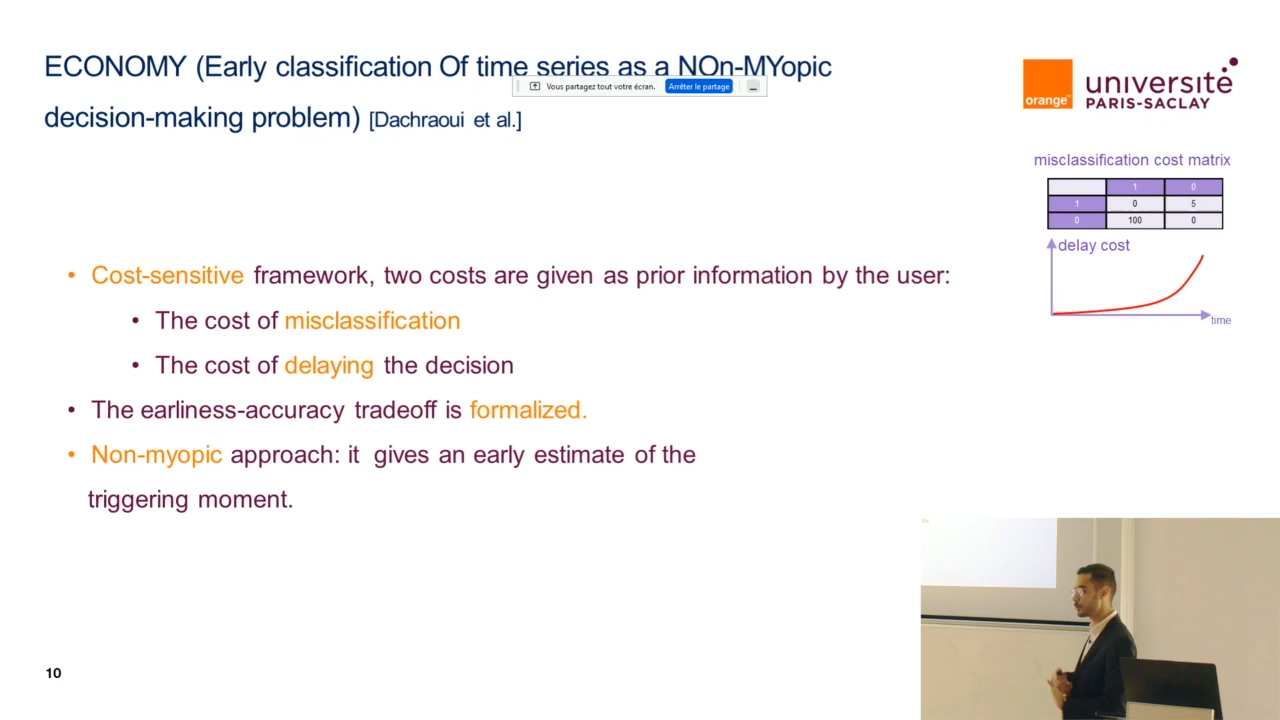 ECONOMY (Early classification Of time series as a NOn-MYopic
decision-making problem) [Dachraoui et al.]
Vous partagez tout votre écran. Arrêter le partage
orange™
université
PARIS-SACLAY
misclassification cost matrix
1 0
1 0 5
0 100 0
delay cost
time
• Cost-sensitive framework, two costs are given as prior information by the user:
• The cost of misclassification
• The cost of delaying the decision
• The earliness-accuracy tradeoff is formalized.
• Non-myopic approach: it gives an early estimate of the
triggering moment.
10